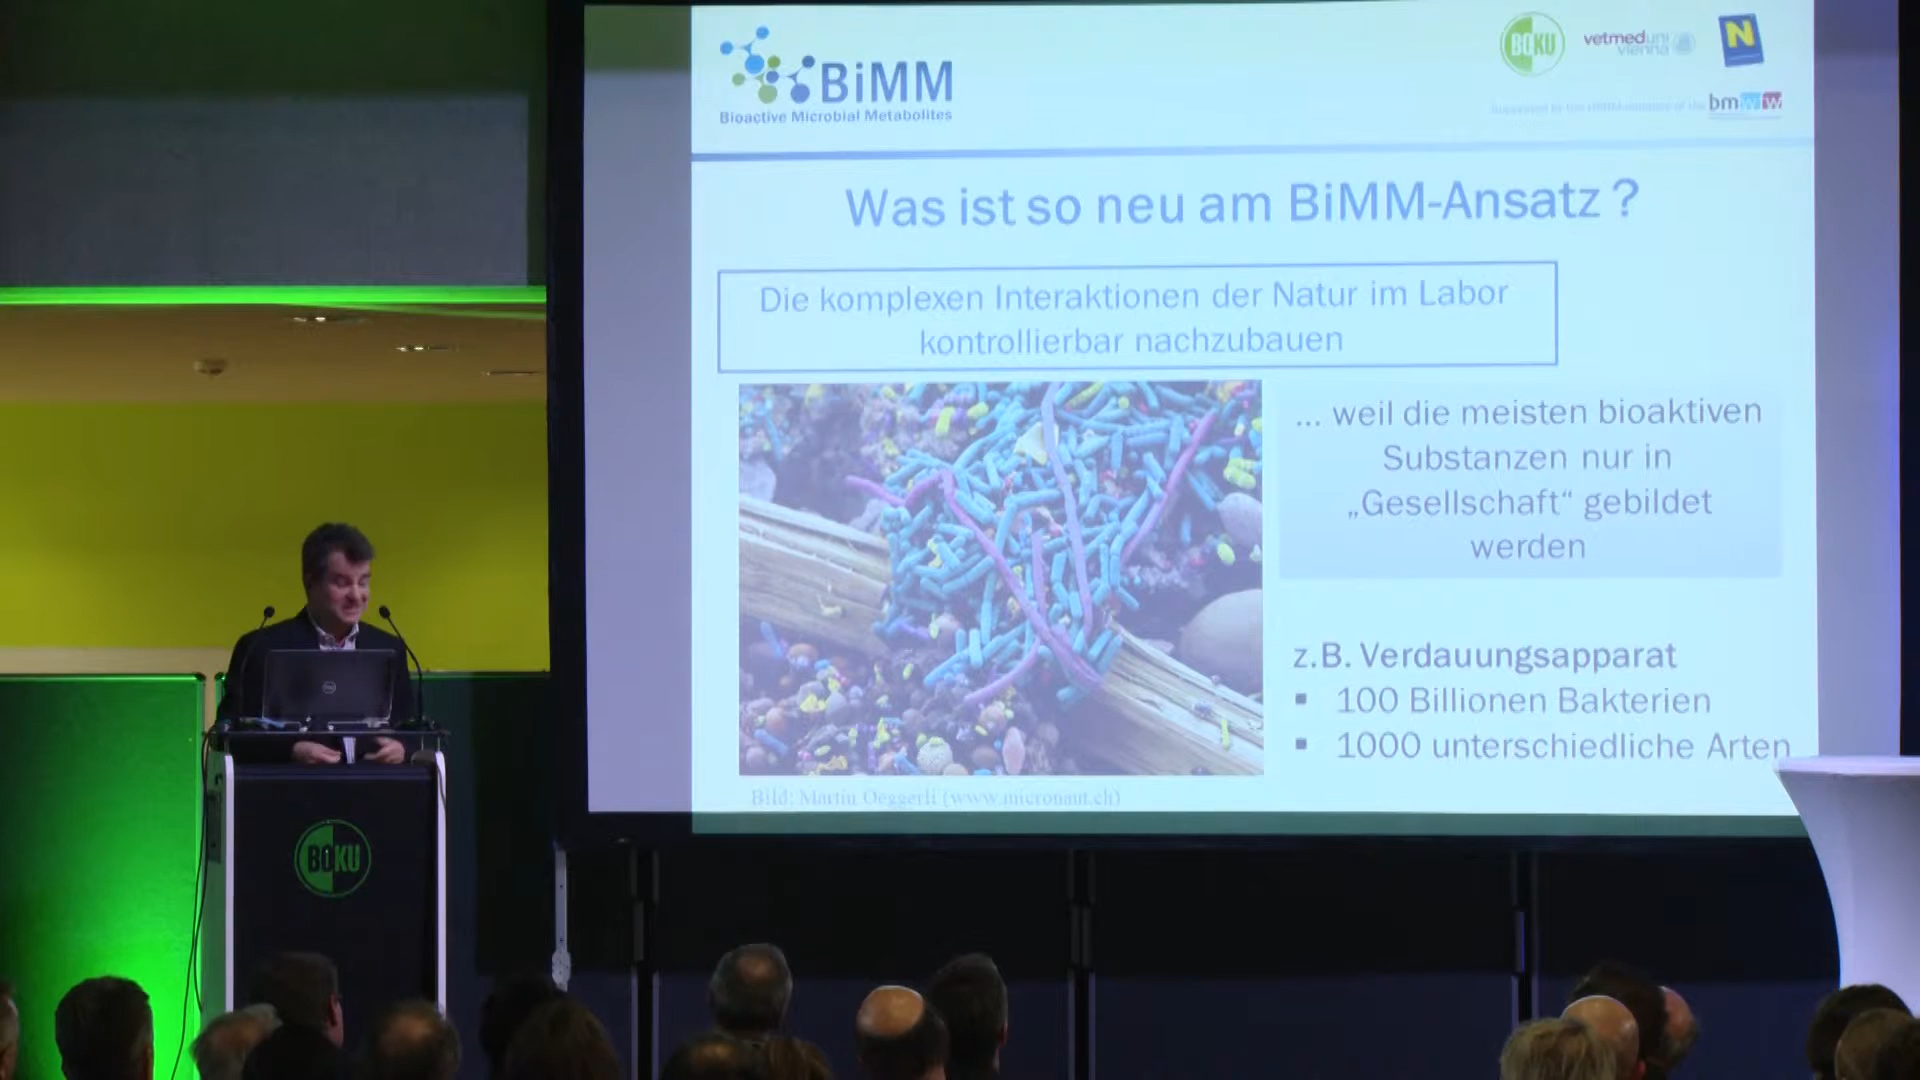 BiMM
Bioactive Microbial Metabolites
BOKU
vetmeduni
vienna
N
bmwfw
Was ist so neu am BiMM-Ansatz ?
Die komplexen Interaktionen der Natur im Labor
kontrollierbar nachzubauen
... weil die meisten bioaktiven
Substanzen nur in
„Gesellschaft“ gebildet
werden
z.B. Verdauungsapparat
▪ 100 Billionen Bakterien
▪ 1000 unterschiedliche Arten
Bild: Martin Oeggerli (www.micronaut.ch)
DELL
BOKU